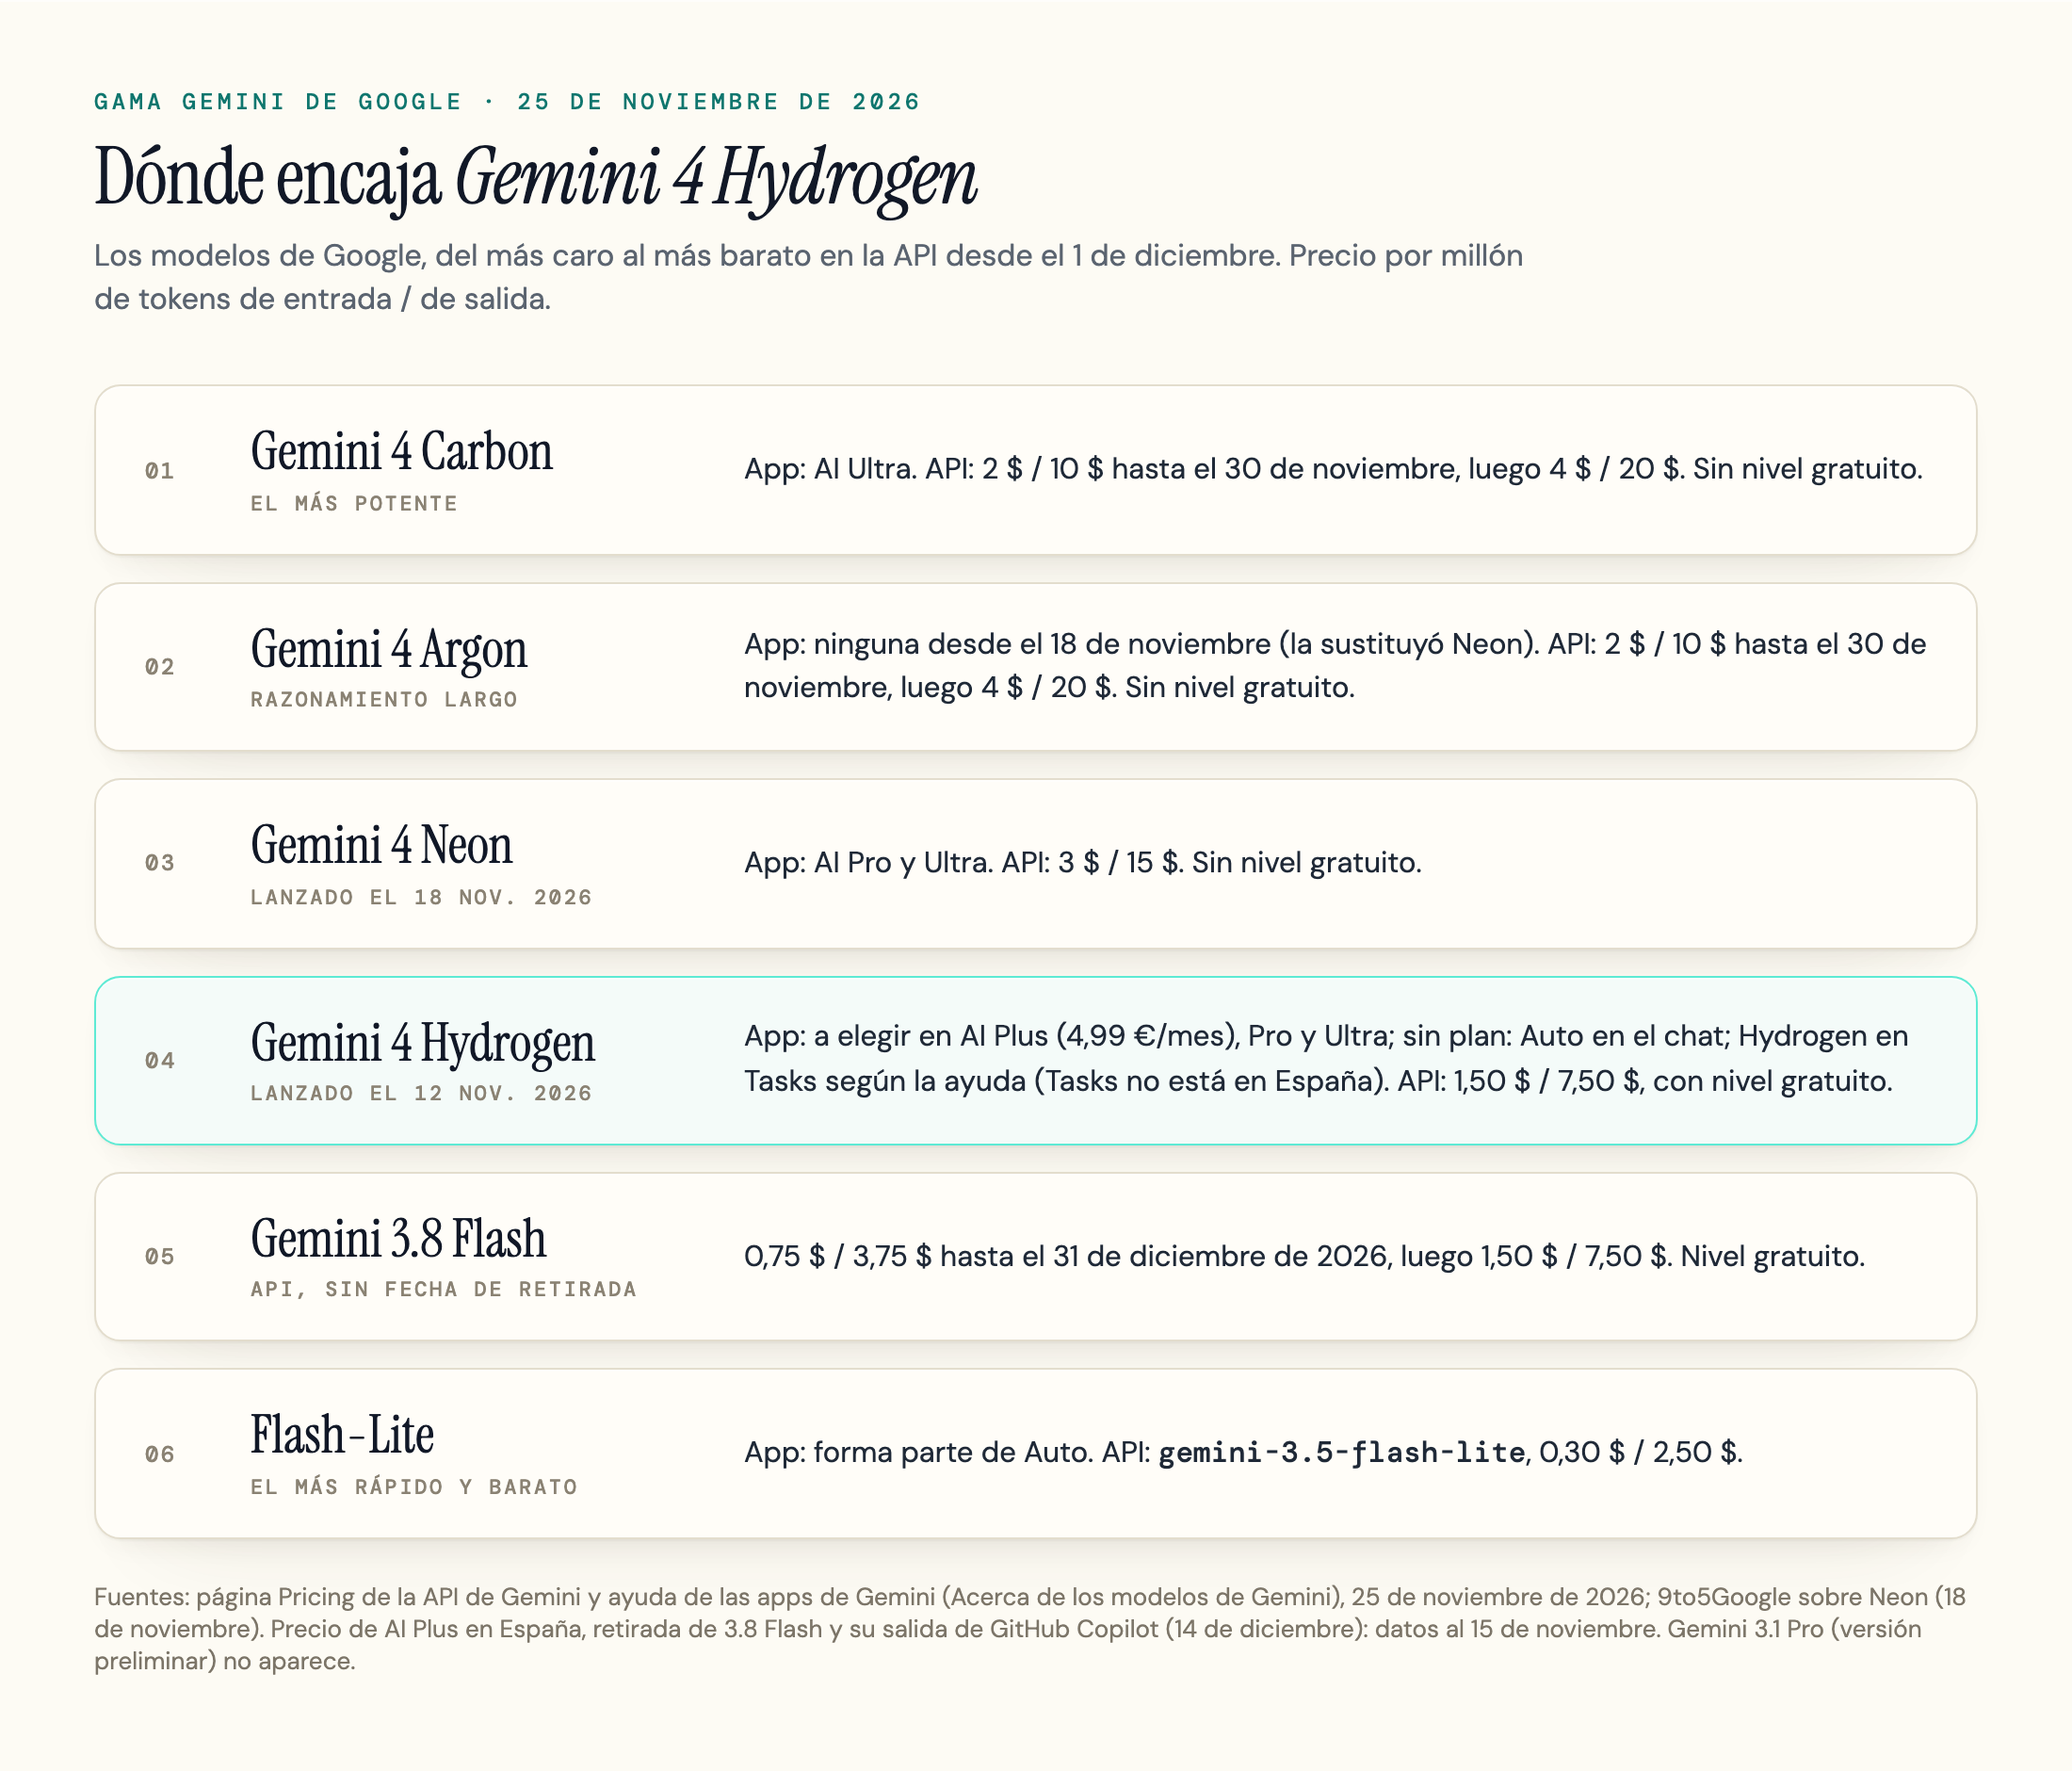 GAMA GEMINI DE GOOGLE · 25 DE NOVIEMBRE DE 2026
Dónde encaja Gemini 4 Hydrogen
Los modelos de Google, del más caro al más barato en la API desde el 1 de diciembre. Precio por millón
de tokens de entrada / de salida.
01
Gemini 4 Carbon
EL MÁS POTENTE
App: AI Ultra. API: 2 $ / 10 $ hasta el 30 de noviembre, luego 4 $ / 20 $. Sin nivel gratuito.
02
Gemini 4 Argon
RAZONAMIENTO LARGO
App: ninguna desde el 18 de noviembre (la sustituyó Neon). API: 2 $ / 10 $ hasta el 30 de
noviembre, luego 4 $ / 20 $. Sin nivel gratuito.
03
Gemini 4 Neon
LANZADO EL 18 NOV. 2026
App: AI Pro y Ultra. API: 3 $ / 15 $. Sin nivel gratuito.
04
Gemini 4 Hydrogen
LANZADO EL 12 NOV. 2026
App: a elegir en AI Plus (4,99 €/mes), Pro y Ultra; sin plan: Auto en el chat; Hydrogen en
Tasks según la ayuda (Tasks no está en España). API: 1,50 $ / 7,50 $, con nivel gratuito.
05
Gemini 3.8 Flash
API, SIN FECHA DE RETIRADA
0,75 $ / 3,75 $ hasta el 31 de diciembre de 2026, luego 1,50 $ / 7,50 $. Nivel gratuito.
06
Flash-Lite
EL MÁS RÁPIDO Y BARATO
App: forma parte de Auto. API: gemini-3.5-flash-lite, 0,30 $ / 2,50 $.
Fuentes: página Pricing de la API de Gemini y ayuda de las apps de Gemini (Acerca de los modelos de Gemini), 25 de noviembre de 2026; 9to5Google sobre Neon (18
de noviembre). Precio de AI Plus en España, retirada de 3.8 Flash y su salida de GitHub Copilot (14 de diciembre): datos al 15 de noviembre. Gemini 3.1 Pro (versión
preliminar) no aparece.